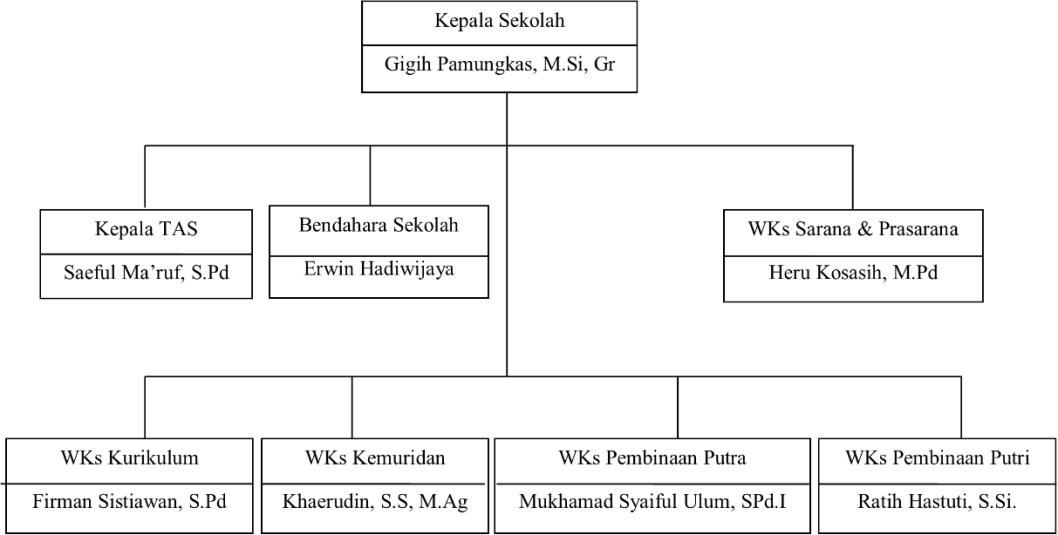 Kepala Sekolah
Gigih Pamungkas, M.Si, Gr
Kepala TAS
Saeful Ma’ruf, S.Pd
Bendahara Sekolah
Erwin Hadiwijaya
WKs Sarana & Prasarana
Heru Kosasih, M.Pd
WKs Kurikulum
Firman Sistiawan, S.Pd
WKs Kemuridan
Khaerudin, S.S, M.Ag
WKs Pembinaan Putra
Mukhamad Syaiful Ulum, SPd.I
WKs Pembinaan Putri
Ratih Hastuti, S.Si.